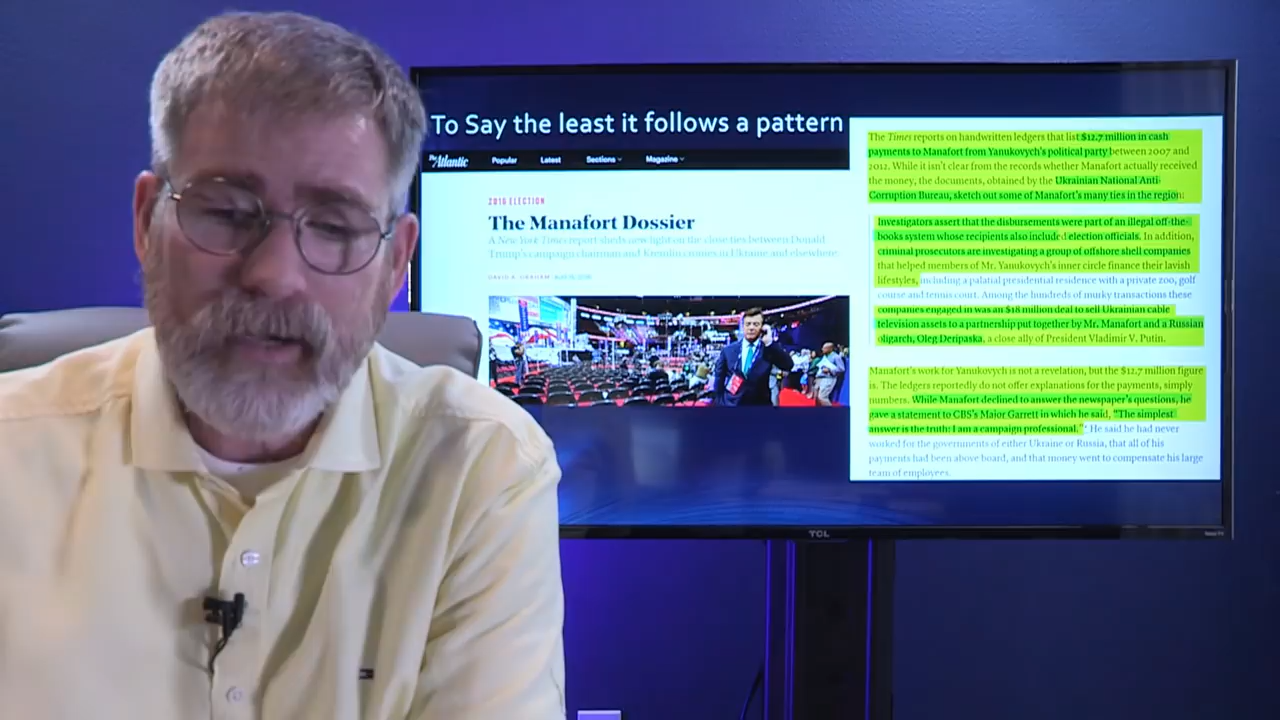 To Say the least it follows a pattern
The Atlantic Popular Latest Sections Magazine
2016 ELECTION
The Manafort Dossier
A New York Times report sheds new light on the close ties between Donald
Trump's campaign chairman and Kremlin cronies in Ukraine and elsewhere.
DAVID A. GRAHAM
The Times reports on handwritten ledgers that list $12.7 million in cash
payments to Manafort from Yanukovych's political party between 2007 and
2012. While it isn't clear from the records whether Manafort actually received
the money, the documents, obtained by the Ukrainian National Anti-
Corruption Bureau, sketch out some of Manafort's many ties in the region:
Investigators assert that the disbursements were part of an illegal off-the-
books system whose recipients also included election officials. In addition,
criminal prosecutors are investigating a group of offshore shell companies
that helped members of Mr. Yanukovych's inner circle finance their lavish
lifestyles, including a palatial presidential residence with a private zoo, golf
course and tennis court. Among the hundreds of murky transactions these
companies engaged in was an $18 million deal to sell Ukrainian cable
television assets to a partnership put together by Mr. Manafort and a Russian
oligarch, Oleg Deripaska, a close ally of President Vladimir V. Putin.
Manafort's work for Yanukovych is not a revelation, but the $12.7 million figure
is. The ledgers reportedly do not offer explanations for the payments, simply
numbers. While Manafort declined to answer the newspaper's questions, he
gave a statement to CBS's Major Garrett in which he said, "The simplest
answer is the truth: I am a campaign professional." He said he had never
worked for the governments of either Ukraine or Russia, that all of his
payments had been above board, and that money went to compensate his large
team of employees.
TCL